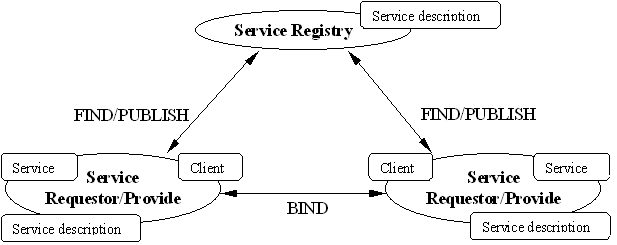 Service description
Service Registry
FIND/PUBLISH
FIND/PUBLISH
Service
Client
Service
Requestor/Provide
Service description
BIND
Client
Service
Service
Requestor/Provide
Service description